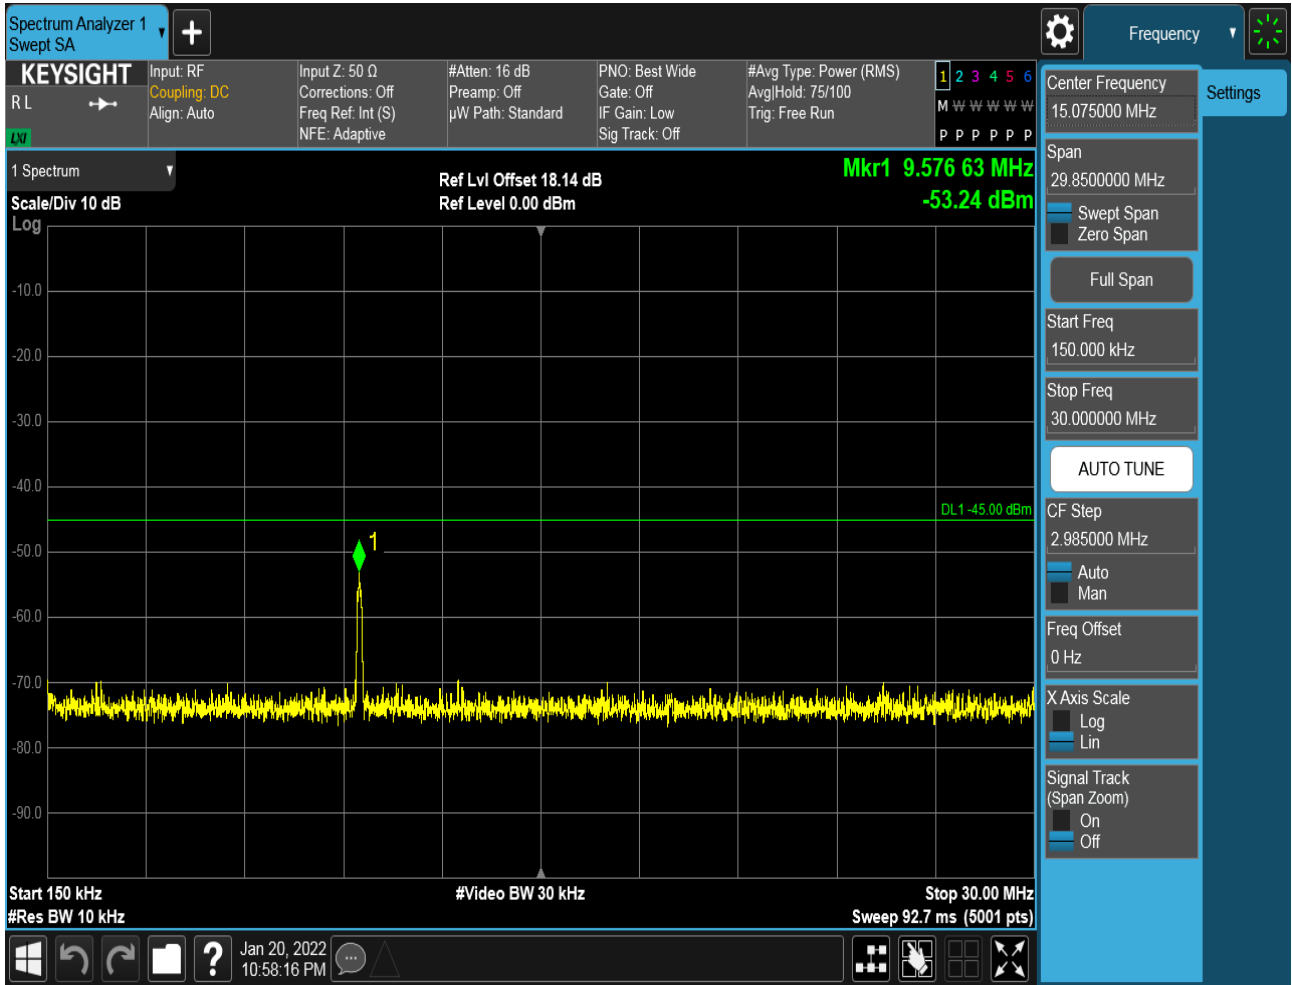 Spectrum Analyzer 1
Swept SA
Frequency
KEYSIGHT
R L
LXI
Input: RF
Coupling: DC
Align: Auto
Input Z: 50 Ω
Corrections: Off
Freq Ref: Int (S)
NFE: Adaptive
#Atten: 16 dB
Preamp: Off
µW Path: Standard
PNO: Best Wide
Gate: Off
IF Gain: Low
Sig Track: Off
#Avg Type: Power (RMS)
Avg|Hold: 75/100
Trig: Free Run
1 2 3 4 5 6
M W W W W W
P P P P P P
1 Spectrum
Scale/Div 10 dB
Log
Ref Lvl Offset 18.14 dB
Ref Level 0.00 dBm
Mkr1 9.576 63 MHz
-53.24 dBm
-10.0
-20.0
-30.0
-40.0
DL1 -45.00 dBm
1
-50.0
-60.0
-70.0
-80.0
-90.0
Start 150 kHz
#Res BW 10 kHz
#Video BW 30 kHz
Stop 30.00 MHz
Sweep 92.7 ms (5001 pts)
Center Frequency
15.075000 MHz
Settings
Span
29.8500000 MHz
Swept Span
Zero Span
Full Span
Start Freq
150.000 kHz
Stop Freq
30.000000 MHz
AUTO TUNE
CF Step
2.985000 MHz
Auto
Man
Freq Offset
0 Hz
X Axis Scale
Log
Lin
Signal Track
(Span Zoom)
On
Off
?
Jan 20, 2022
10:58:16 PM